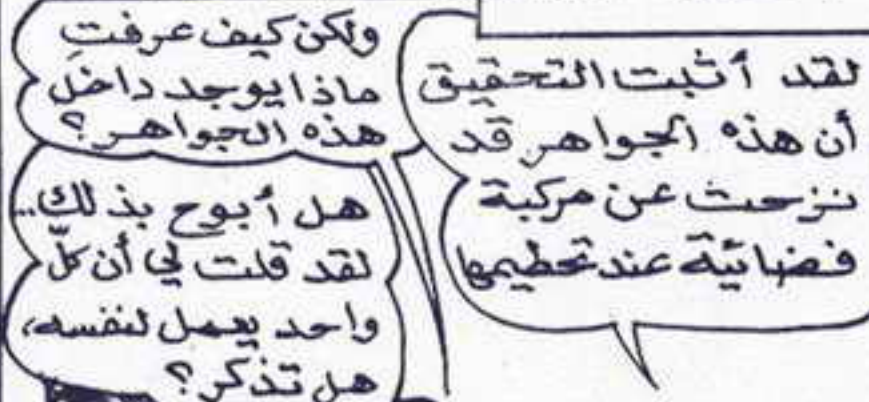 لقد أثبت التحقيق
أن هذه الجواهر قد
نزحت عن مركبة
فضائية عند تحطيمها
ولكن كيف عرفتِ
ماذا يوجد داخل
هذه الجواهر؟
هل أبوح بذلك...
لقد قلت لي أن كلّ
واحد يعمل لنفسه،
هل تذكر؟